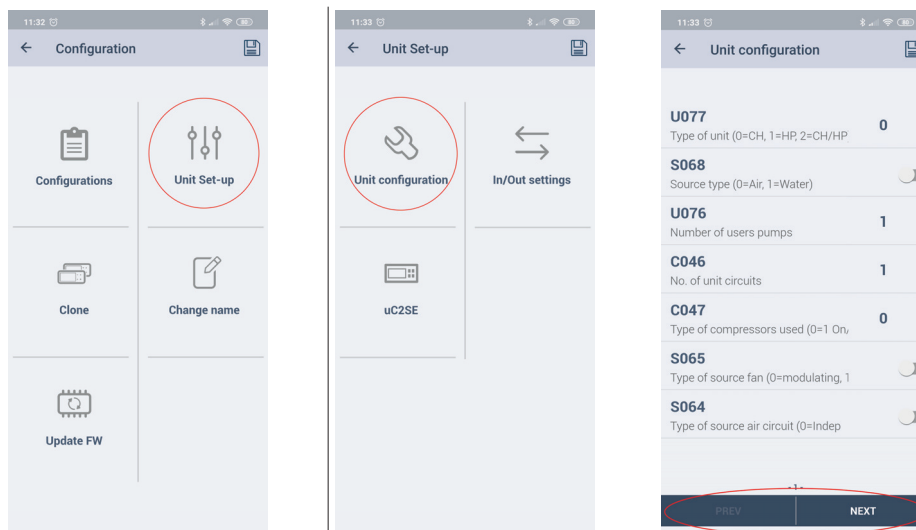 11:32
Configuration
Configurations
Unit Set-up
Clone
Change name
Update FW
11:33
Unit Set-up
Unit configuration
In/Out settings
uC2SE
11:33
Unit configuration
U077
Type of unit (0=CH, 1=HP, 2=CH/HP
0
S068
Source type (0=Air, 1=Water)
U076
Number of users pumps
1
C046
No. of unit circuits
1
C047
Type of compressors used (0=1 On/
0
S065
Type of source fan (0=modulating, 1
S064
Type of source air circuit (0=Indep
-1-
PREV
NEXT